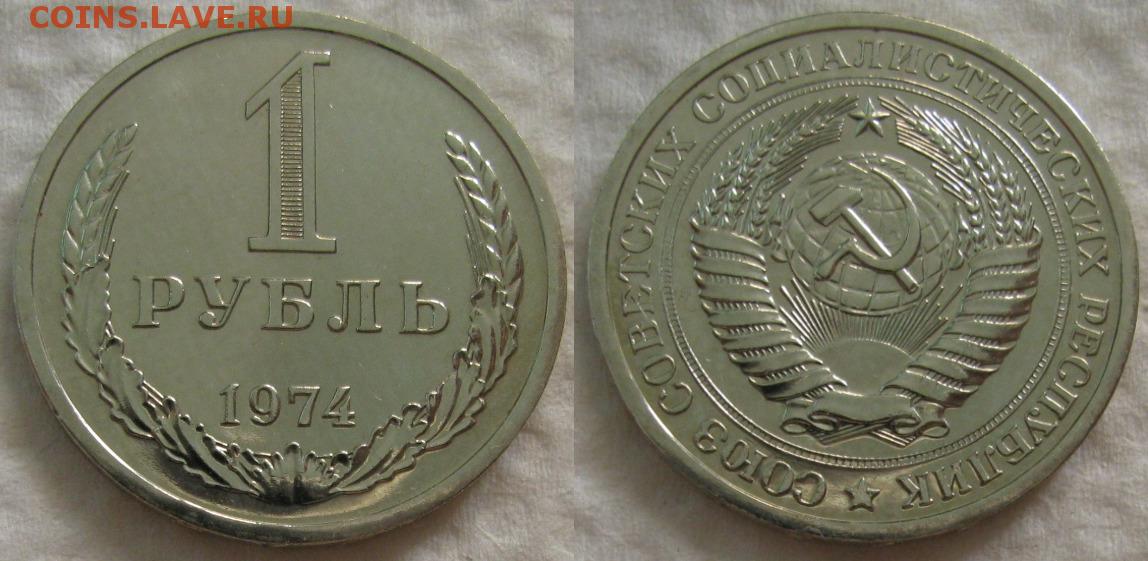 COINS.LAVE.RU
1
РУБЛЬ
1974
СОЮЗ СОВЕТСКИХ СОЦИАЛИСТИЧЕСКИХ РЕСПУБЛИК